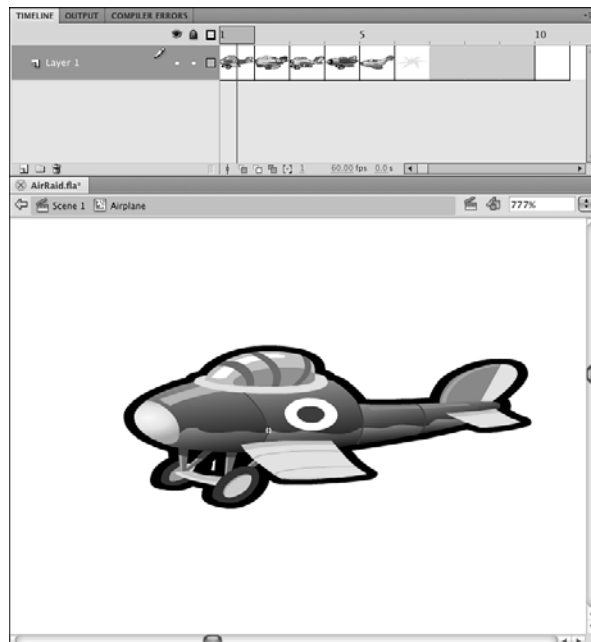 TIMELINE OUTPUT COMPILER ERRORS
1 5 10
Layer 1
1 60.00 fps 0.0 s
AirRaid.fla*
Scene 1 Airplane 777%